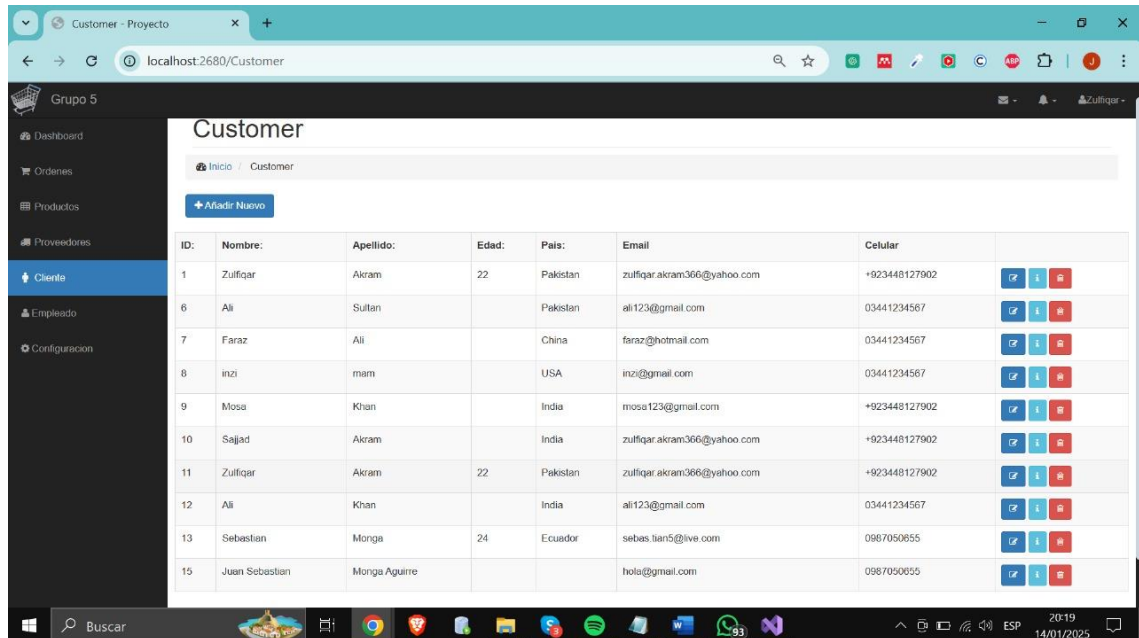 Customer - Proyecto
localhost:2680/Customer
ABP
J
Grupo 5
Zulfiqar
Customer
Dashboard
Inicio / Customer
Ordenes
Productos
+ Añadir Nuevo
Proveedores
Cliente
Empleado
Configuracion
ID: Nombre: Apellido: Edad: Pais: Email Celular
1 Zulfiqar Akram 22 Pakistan zulfiqar.akram366@yahoo.com +923448127902
6 Ali Sultan Pakistan ali123@gmail.com 03441234567
7 Faraz Ali China faraz@hotmail.com 03441234567
8 inzi mam USA inzi@gmail.com 03441234567
9 Mosa Khan India mosa123@gmail.com +923448127902
10 Sajjad Akram India zulfiqar.akram366@yahoo.com +923448127902
11 Zulfiqar Akram 22 Pakistan zulfiqar.akram366@yahoo.com +923448127902
12 Ali Khan India ali123@gmail.com 03441234567
13 Sebastian Monga 24 Ecuador sebas.tian5@live.com 0987050655
15 Juan Sebastian Monga Aguirre hola@gmail.com 0987050655
Buscar
93
ESP
20:19
14/01/2025